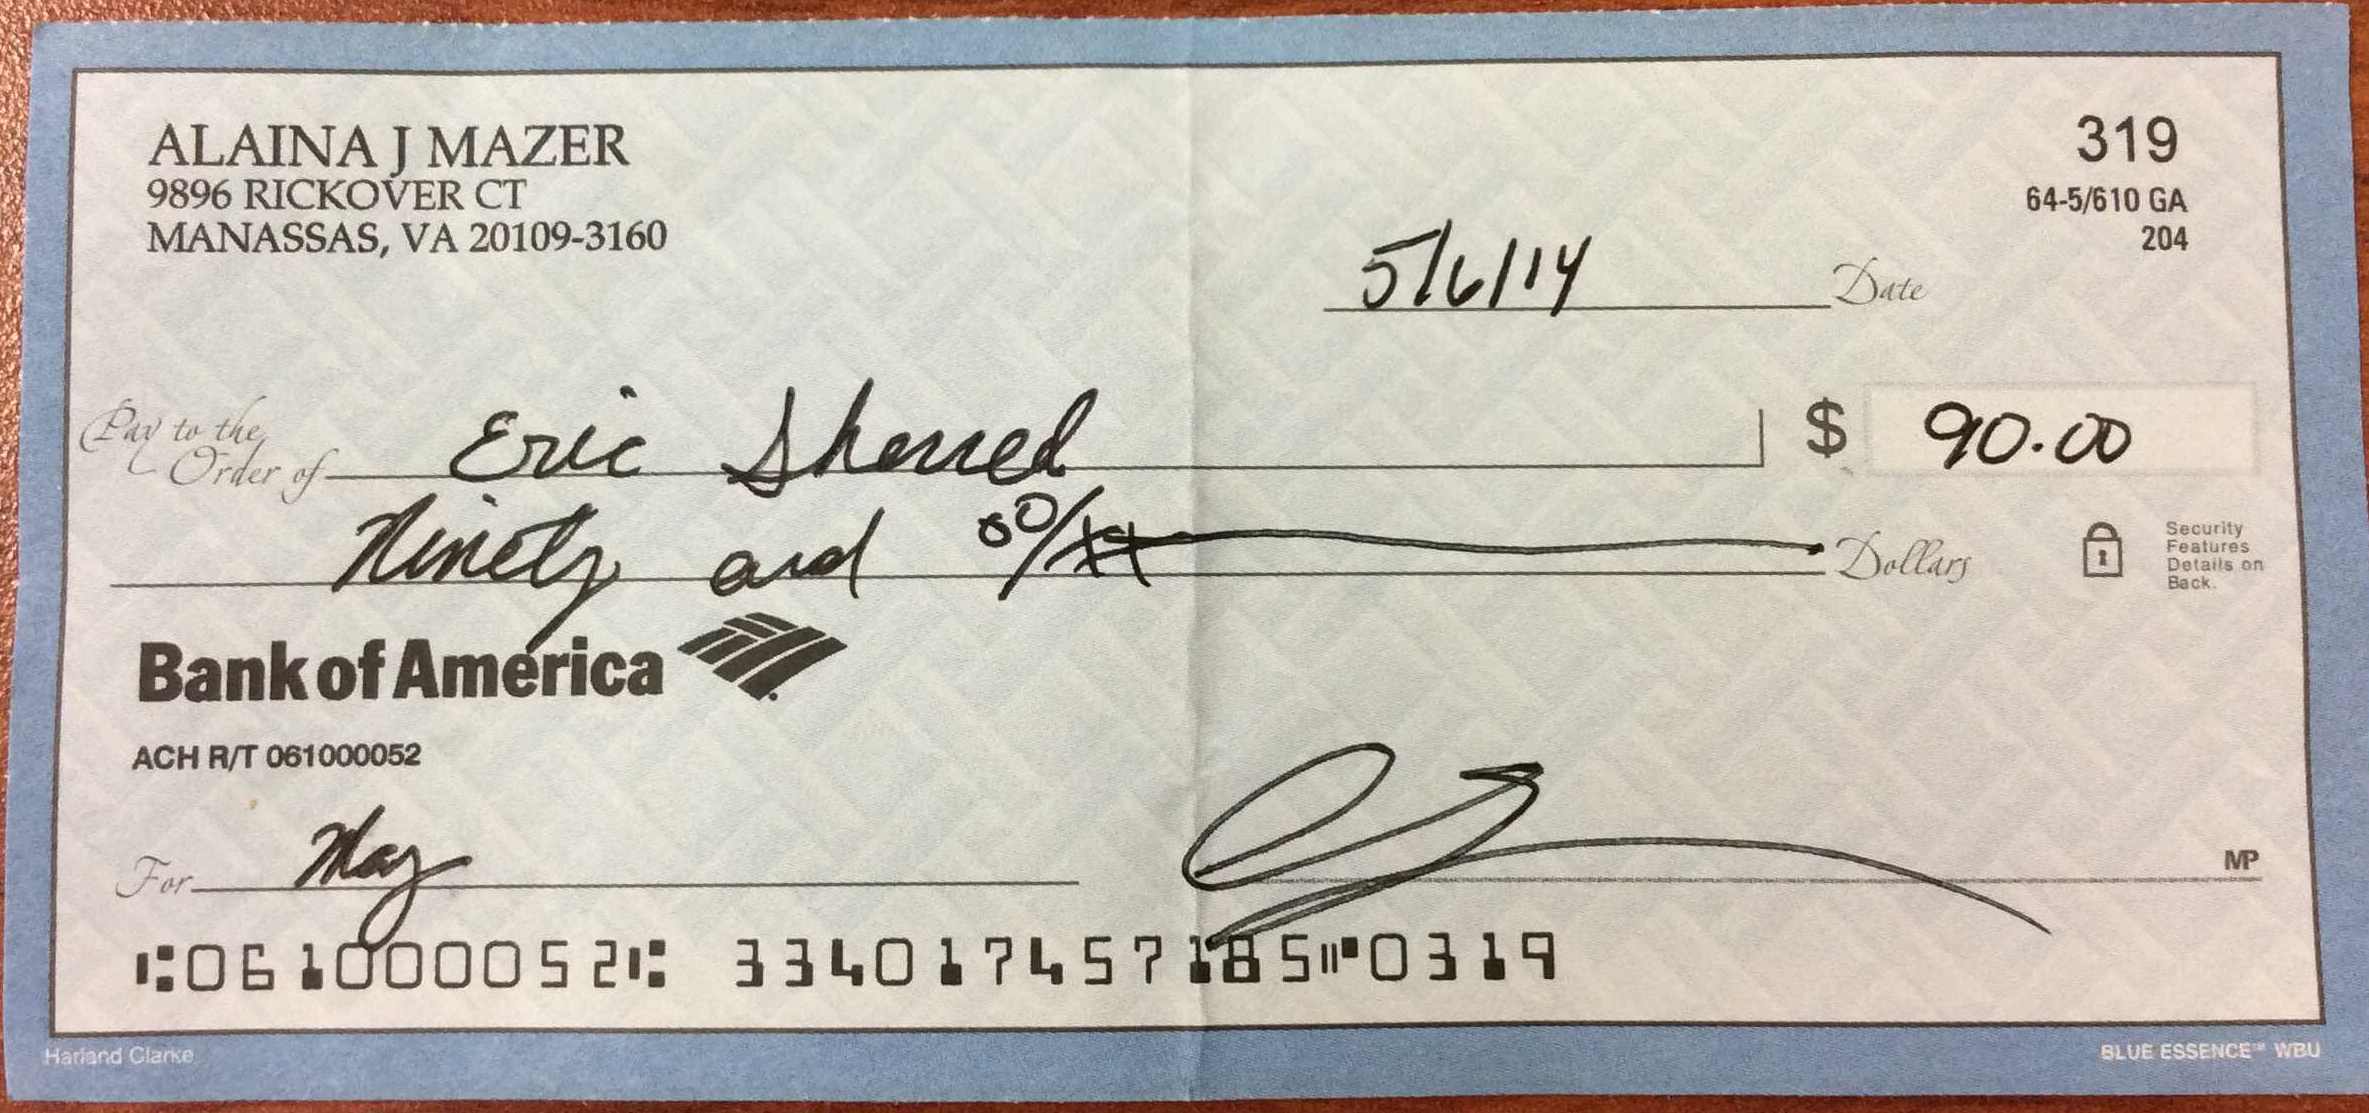 ALAINA J MAZER
9896 RICKOVER CT
MANASSAS, VA 20109-3160
319
64-5/610 GA
204
5/6/14 Date
Pay to the
Order of Eric Sherred $ 90.00
Ninety and 00/xx Dollars
Security
Features
Details on
Back.
Bank of America
ACH R/T 061000052
For May
MP
⑆061000052⑆ 334017457185⑈0319
Harland Clarke
BLUE ESSENCE™ WBU